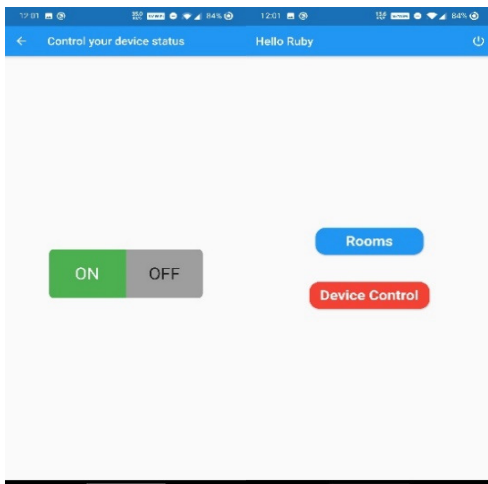 12:01 84%
Control your device status
ON OFF
12:01 84%
Hello Ruby
Rooms
Device Control